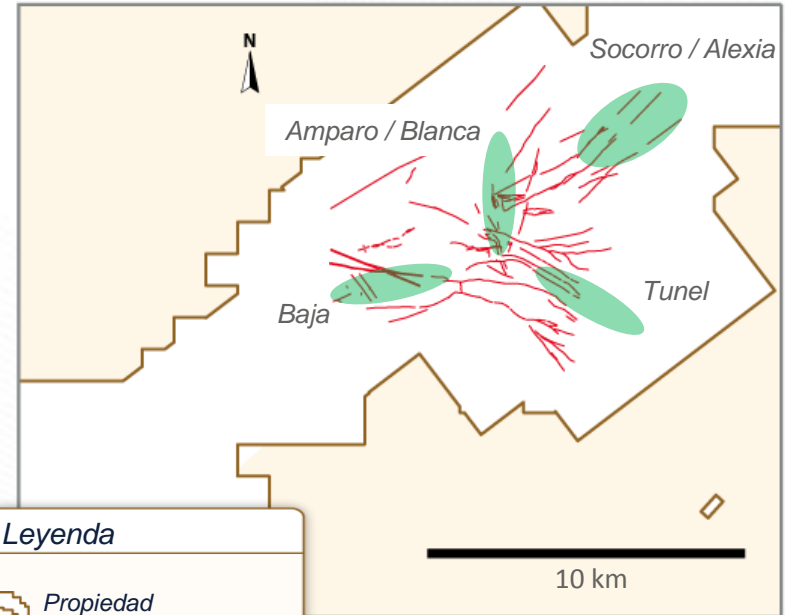 N
Socorro / Alexia
Amparo / Blanca
Tunel
Baja
10 km
Leyenda
Propiedad